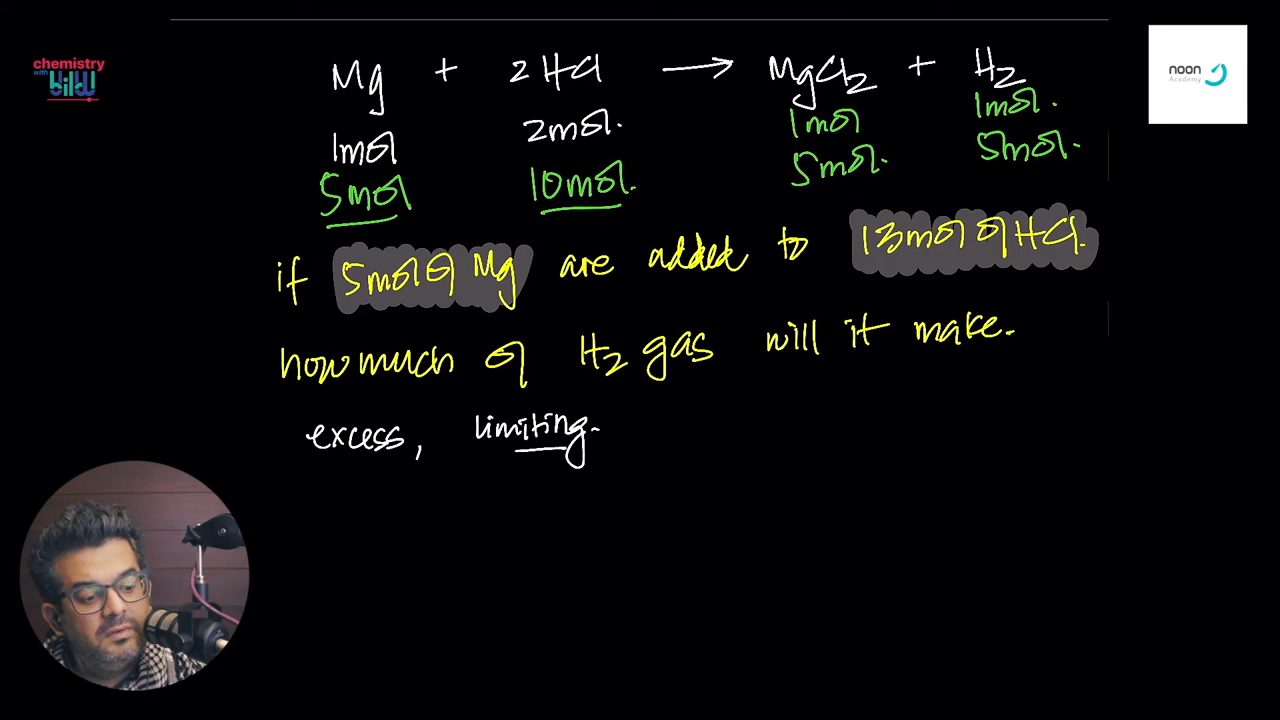 chemistry
with bilal
noon
Academy
Mg + 2HCl → MgCl₂ + H₂
1mol 2mol. 1mol 1mol.
5mol 10mol. 5mol. 5mol.
if 5mol of Mg are added to 13mol of HCl.
how much of H₂ gas will it make.
excess, limiting.